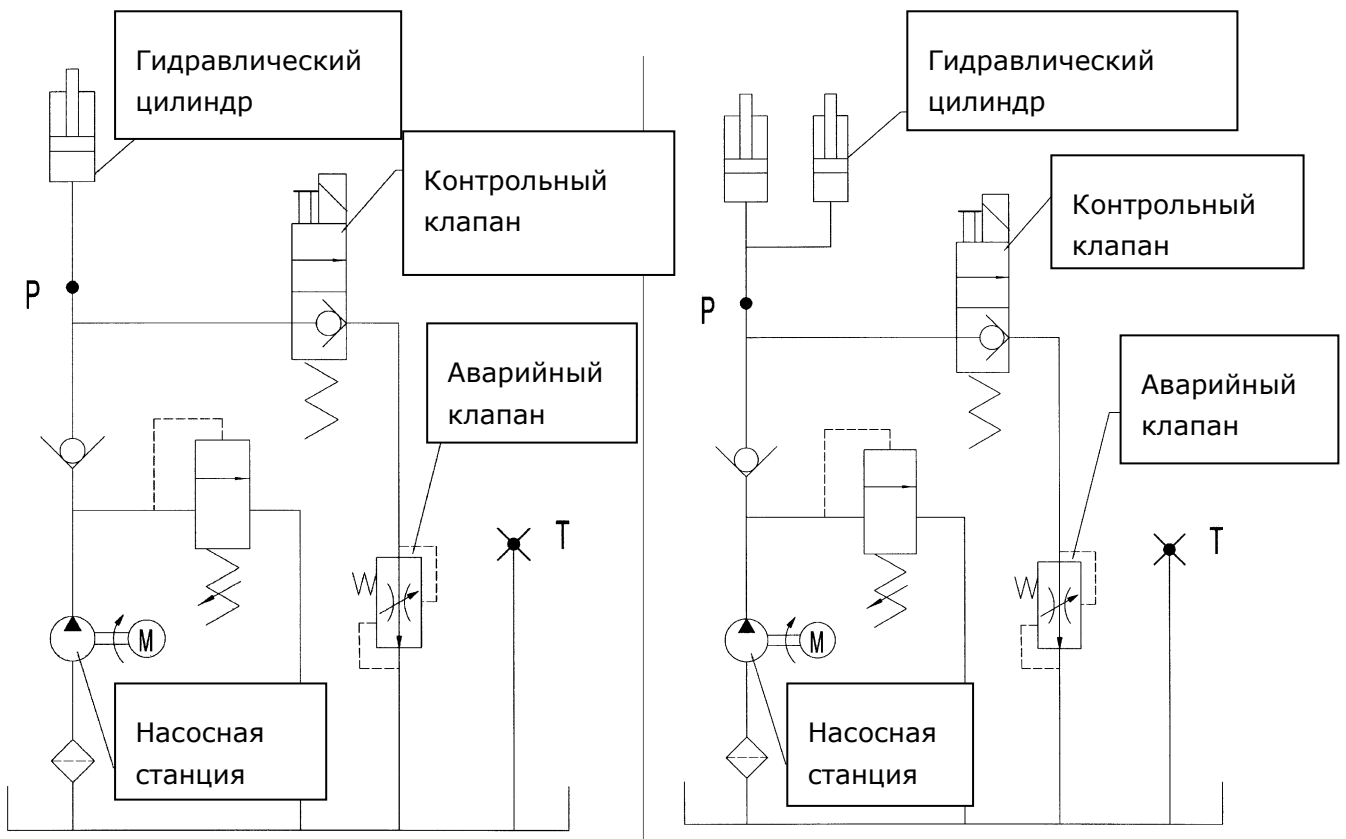 Гидравлический
цилиндр
Контрольный
клапан
P
Аварийный
клапан
T
M
Насосная
станция
Гидравлический
цилиндр
Контрольный
клапан
P
Аварийный
клапан
T
M
Насосная
станция